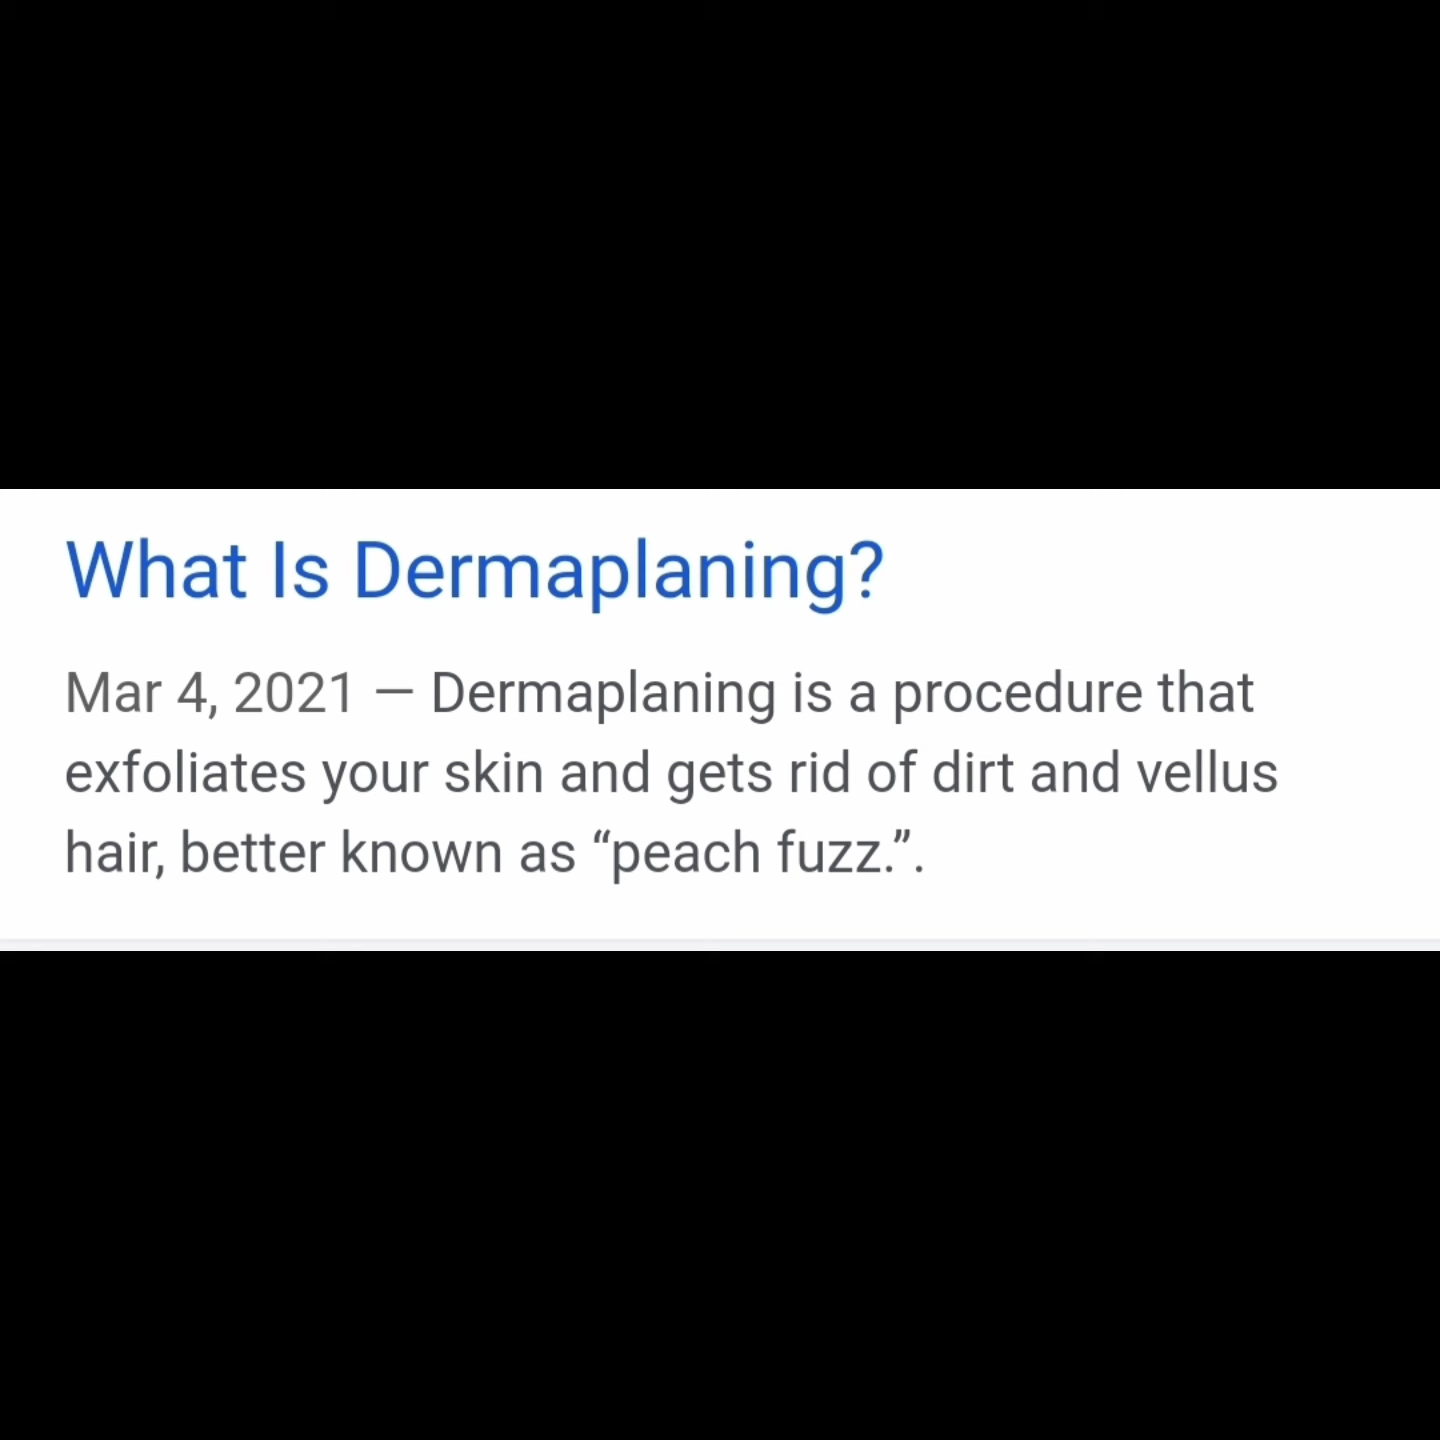 What Is Dermaplaning?
Mar 4, 2021 — Dermaplaning is a procedure that
exfoliates your skin and gets rid of dirt and vellus
hair, better known as “peach fuzz.”.